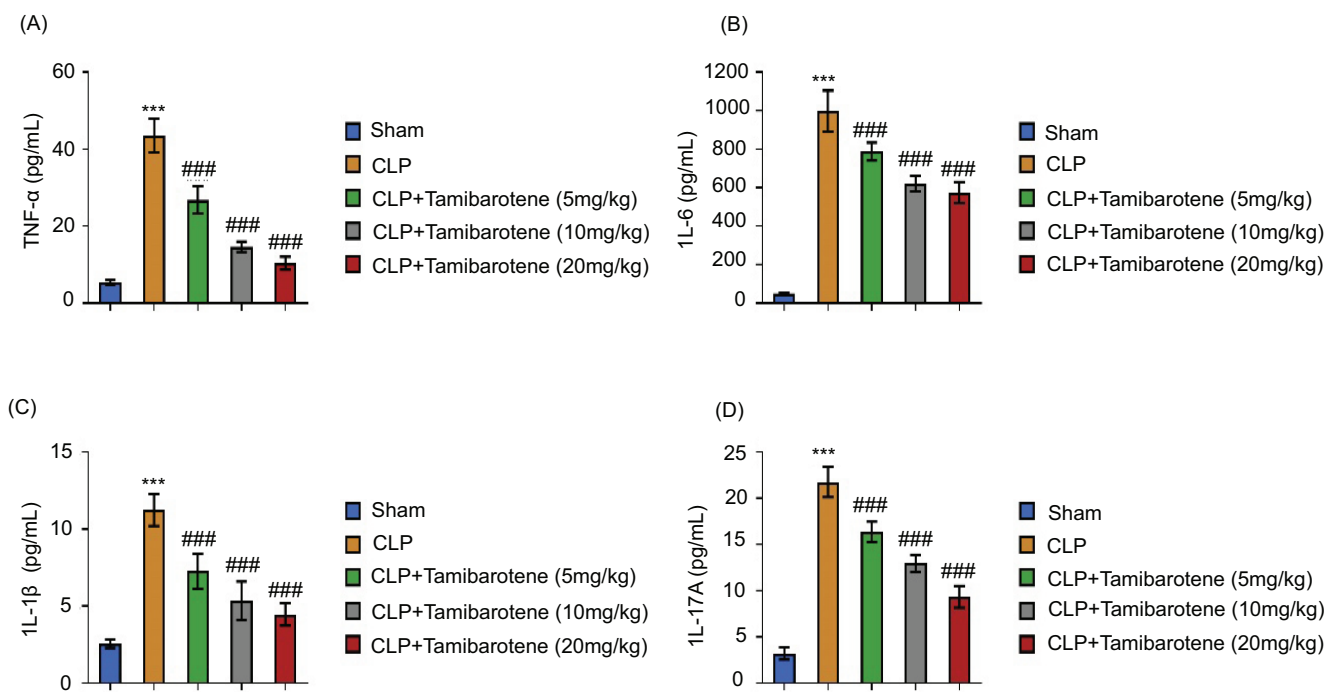 (A)
60
40
20
0
TNF-α (pg/mL)
***
###
###
###
Sham
CLP
CLP+Tamibarotene (5mg/kg)
CLP+Tamibarotene (10mg/kg)
CLP+Tamibarotene (20mg/kg)
(B)
1200
1000
800
600
400
200
0
1L-6 (pg/mL)
***
###
###
###
Sham
CLP
CLP+Tamibarotene (5mg/kg)
CLP+Tamibarotene (10mg/kg)
CLP+Tamibarotene (20mg/kg)
(C)
15
10
5
0
1L-1β (pg/mL)
***
###
###
###
Sham
CLP
CLP+Tamibarotene (5mg/kg)
CLP+Tamibarotene (10mg/kg)
CLP+Tamibarotene (20mg/kg)
(D)
25
20
15
10
5
0
1L-17A (pg/mL)
***
###
###
###
Sham
CLP
CLP+Tamibarotene (5mg/kg)
CLP+Tamibarotene (10mg/kg)
CLP+Tamibarotene (20mg/kg)